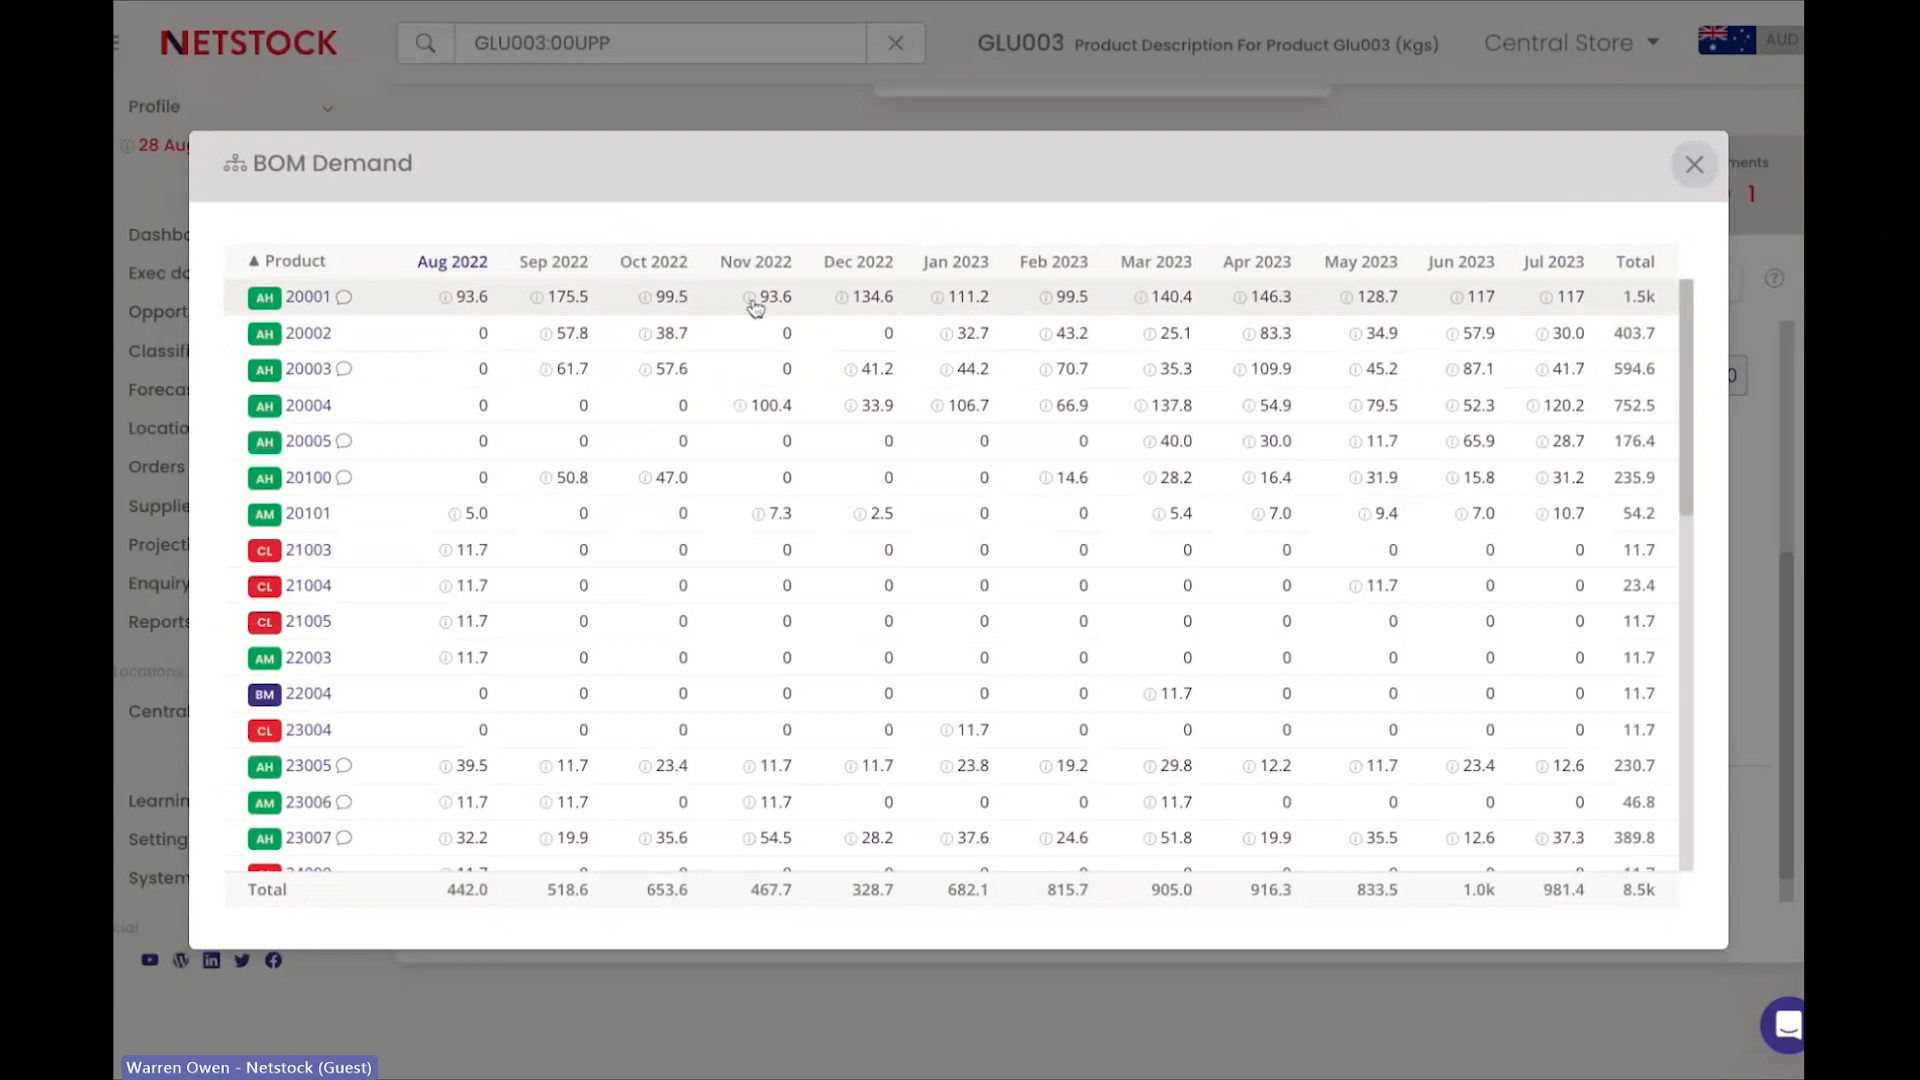 NETSTOCK
GLU003:00UPP
GLU003 Product Description For Product Glu003 (Kgs)
Central Store
AUD
Profile
28 Aug
ments
1
BOM Demand
Product Aug 2022 Sep 2022 Oct 2022 Nov 2022 Dec 2022 Jan 2023 Feb 2023 Mar 2023 Apr 2023 May 2023 Jun 2023 Jul 2023 Total
AH 20001 93.6 175.5 99.5 93.6 134.6 111.2 99.5 140.4 146.3 128.7 117 117 1.5k
AH 20002 0 57.8 38.7 0 0 32.7 43.2 25.1 83.3 34.9 57.9 30.0 403.7
AH 20003 0 61.7 57.6 0 41.2 44.2 70.7 35.3 109.9 45.2 87.1 41.7 594.6
AH 20004 0 0 0 100.4 33.9 106.7 66.9 137.8 54.9 79.5 52.3 120.2 752.5
AH 20005 0 0 0 0 0 0 0 40.0 30.0 11.7 65.9 28.7 176.4
AH 20100 0 50.8 47.0 0 0 0 14.6 28.2 16.4 31.9 15.8 31.2 235.9
AM 20101 5.0 0 0 7.3 2.5 0 0 5.4 7.0 9.4 7.0 10.7 54.2
CL 21003 11.7 0 0 0 0 0 0 0 0 0 0 0 11.7
CL 21004 11.7 0 0 0 0 0 0 0 0 11.7 0 0 23.4
CL 21005 11.7 0 0 0 0 0 0 0 0 0 0 0 11.7
AM 22003 11.7 0 0 0 0 0 0 0 0 0 0 0 11.7
BM 22004 0 0 0 0 0 0 0 11.7 0 0 0 0 11.7
CL 23004 0 0 0 0 0 11.7 0 0 0 0 0 0 11.7
AH 23005 39.5 11.7 23.4 11.7 11.7 23.8 19.2 29.8 12.2 11.7 23.4 12.6 230.7
AM 23006 11.7 11.7 0 11.7 0 0 0 11.7 0 0 0 0 46.8
AH 23007 32.2 19.9 35.6 54.5 28.2 37.6 24.6 51.8 19.9 35.5 12.6 37.3 389.8
Total 442.0 518.6 653.6 467.7 328.7 682.1 815.7 905.0 916.3 833.5 1.0k 981.4 8.5k
Dashbo
Exec da
Opport
Classifi
Forecas
Locatio
Orders
Supplie
Projecti
Enquiry
Reports
Location
Central
Learnin
Setting
System
cial
Warren Owen - Netstock (Guest)